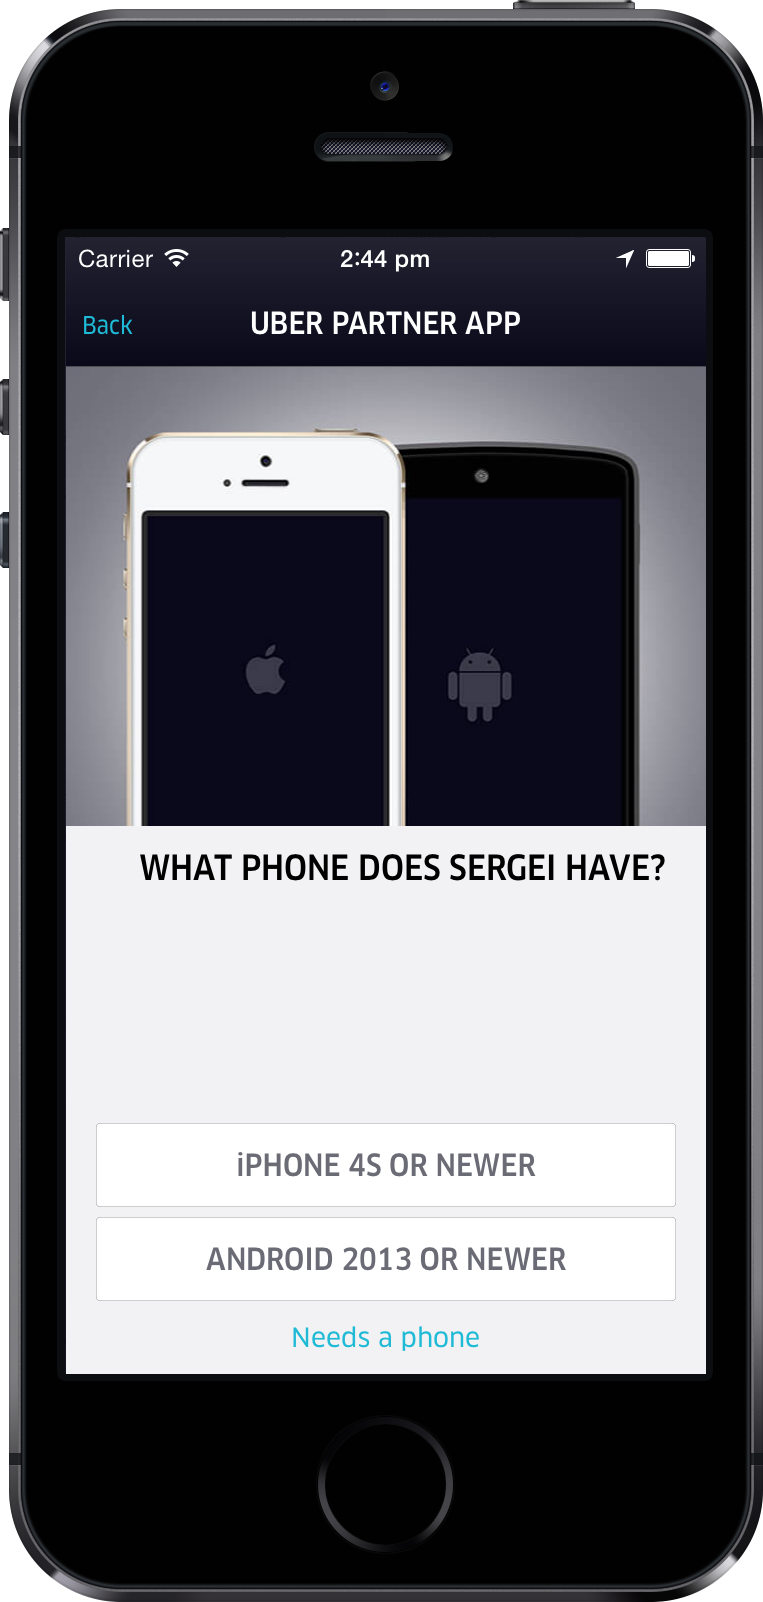 Carrier 2:44 pm
Back UBER PARTNER APP
WHAT PHONE DOES SERGEI HAVE?
iPHONE 4S OR NEWER
ANDROID 2013 OR NEWER
Needs a phone